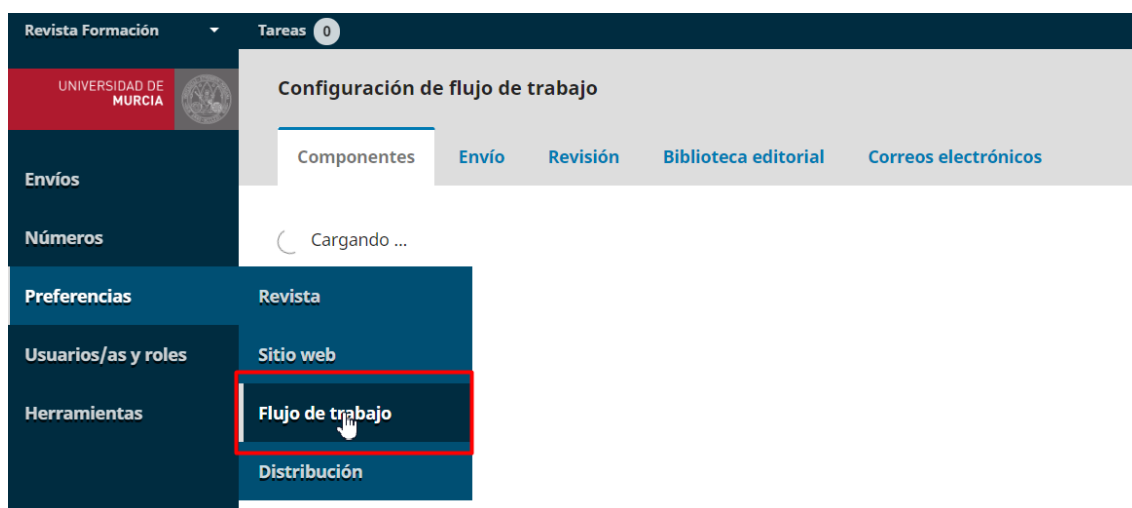 Revista Formación
Tareas 0
UNIVERSIDAD DE
MURCIA
Configuración de flujo de trabajo
Componentes Envío Revisión Biblioteca editorial Correos electrónicos
Envíos
Números
Cargando ...
Preferencias
Revista
Usuarios/as y roles
Sitio web
Herramientas
Flujo de trabajo
Distribución